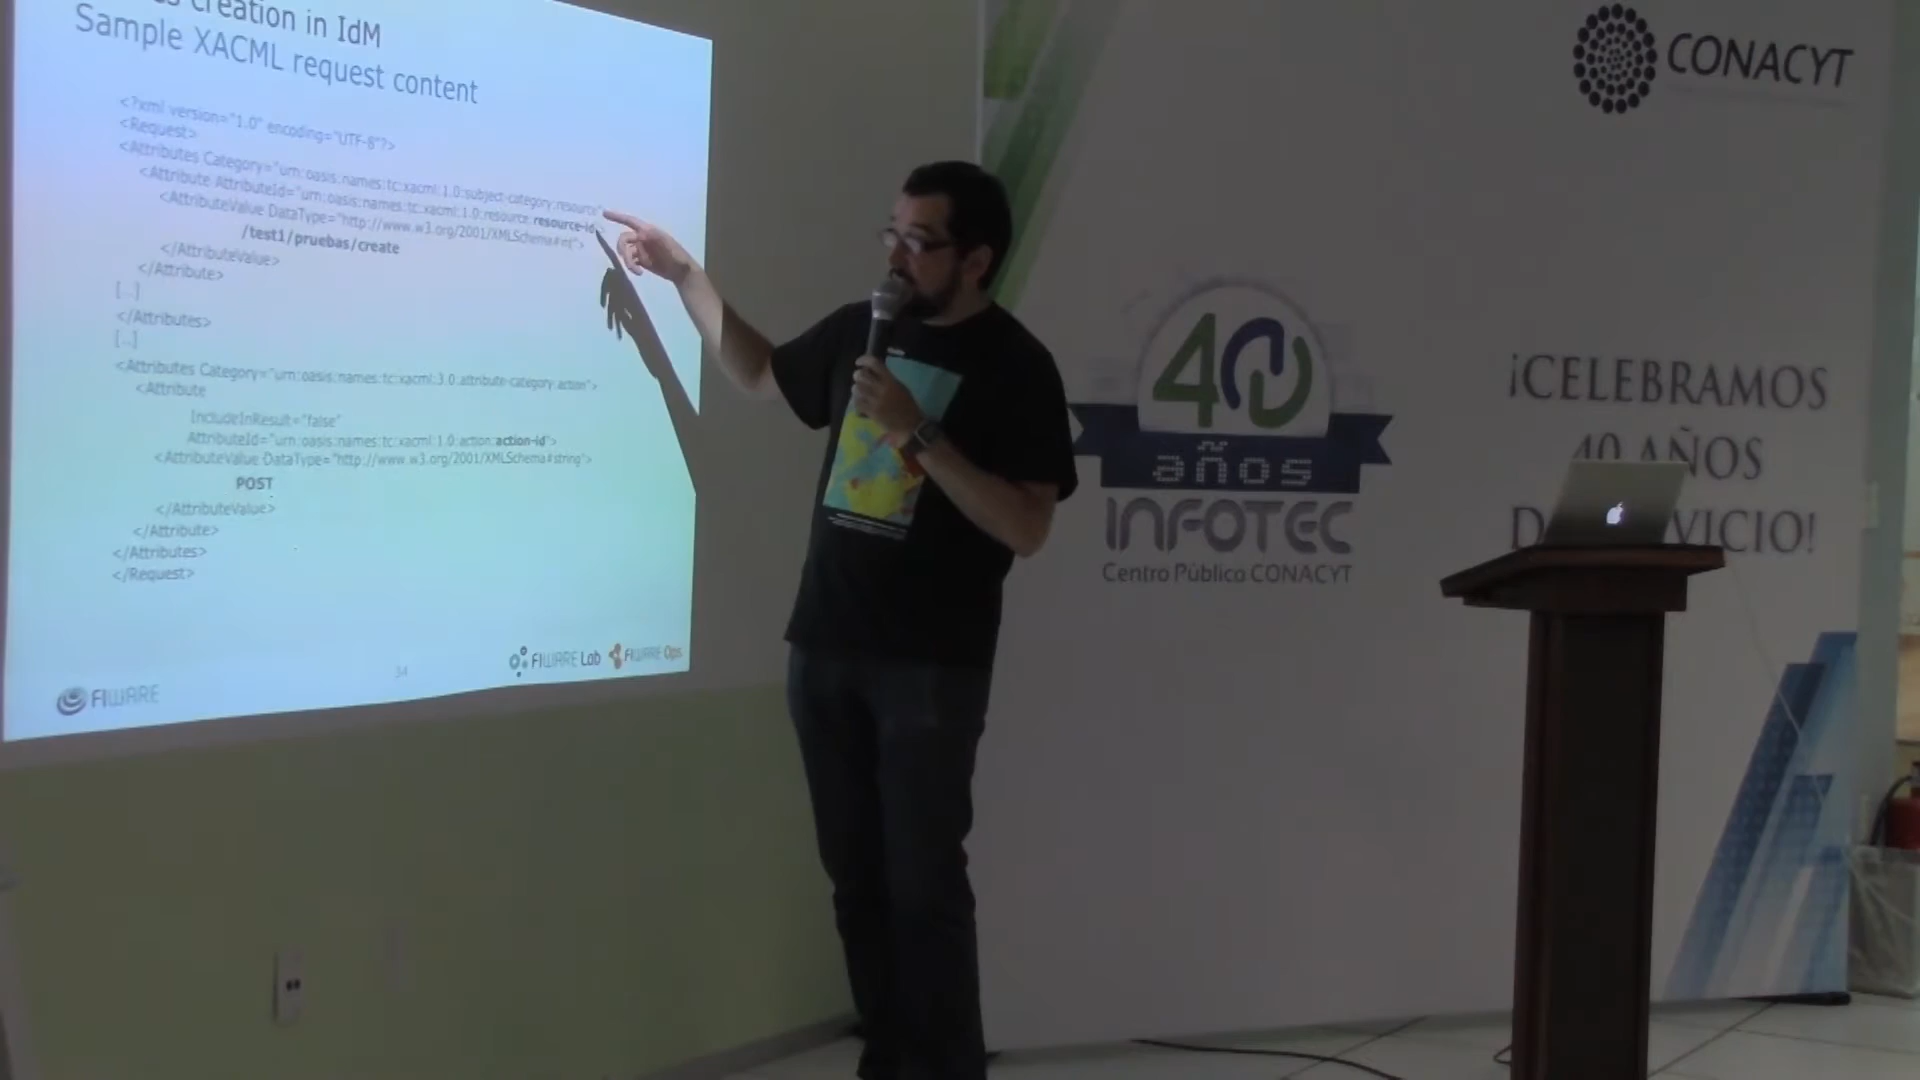 creation in IdM
Sample XACML request content
<?xml version="1.0" encoding="UTF-8"?>
<Request>
<Attributes Category="urn:oasis:names:tc:xacml:1.0:subject-category:resource"
<Attribute AttributeId="urn:oasis:names:tc:xacml:1.0:resource:resource-id">
<AttributeValue DataType="http://www.w3.org/2001/XMLSchema#int">
/test1/pruebas/create
</AttributeValue>
</Attribute>
[...]
</Attributes>
[...]
<Attributes Category="urn:oasis:names:tc:xacml:3.0:attribute-category:action">
<Attribute
IncludeInResult="false"
AttributeId="urn:oasis:names:tc:xacml:1.0:action:action-id">
<AttributeValue DataType="http://www.w3.org/2001/XMLSchema#string">
POST
</AttributeValue>
</Attribute>
</Attributes>
</Request>
FIWARE Lab FIWARE Ops
34
FIWARE
CONACYT
40
años
INFOTEC
Centro Público CONACYT
¡CELEBRAMOS
40 AÑOS
D VICIO!